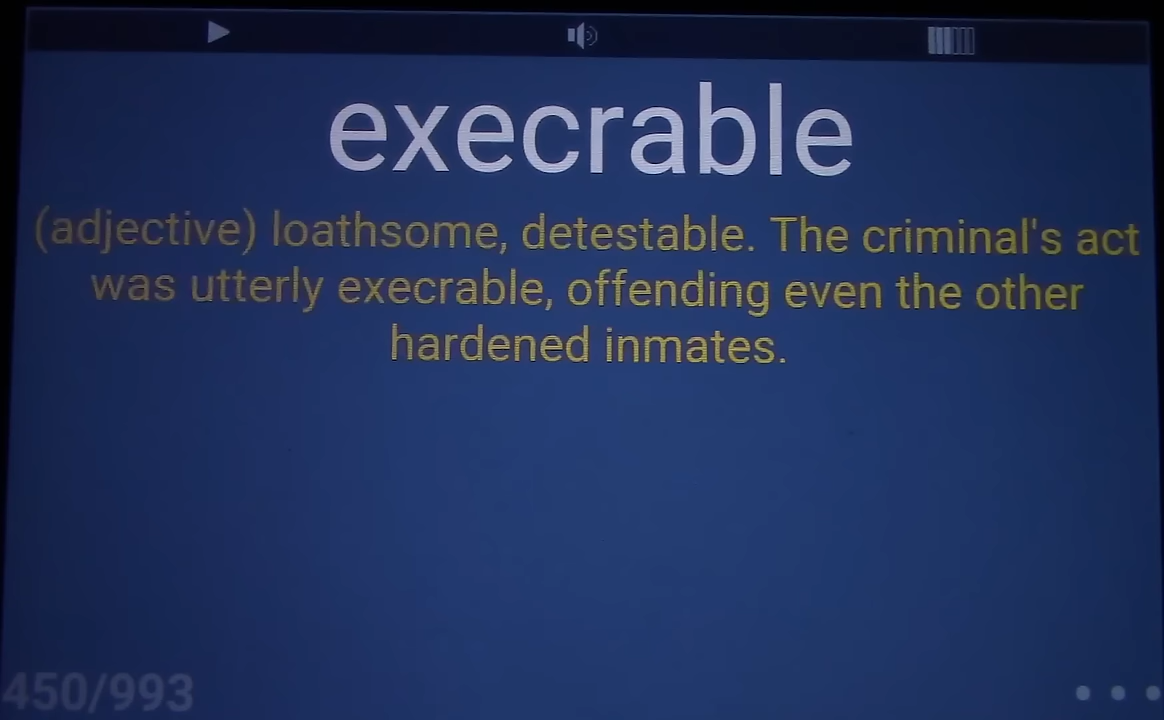 execrable
(adjective) loathsome, detestable. The criminal's act
was utterly execrable, offending even the other
hardened inmates.
450/993